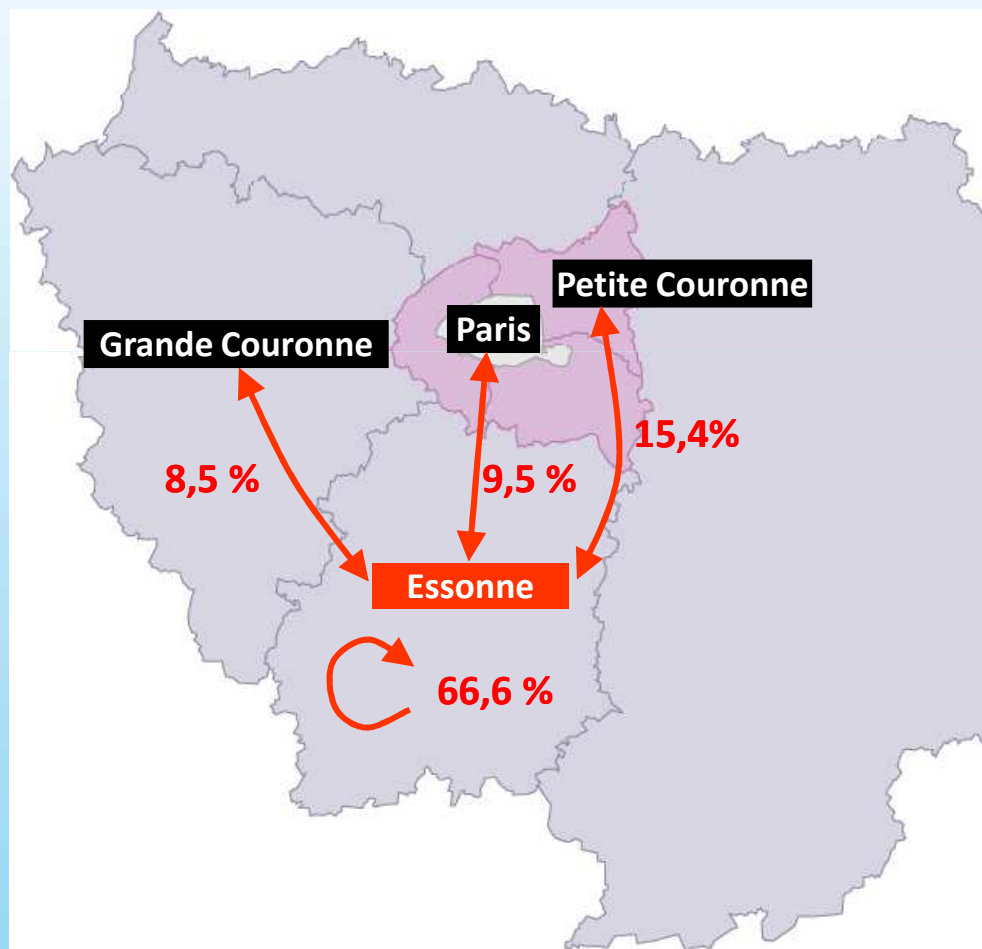 Petite Couronne
Paris
Grande Couronne
15,4%
8,5 %
9,5 %
Essonne
66,6 %